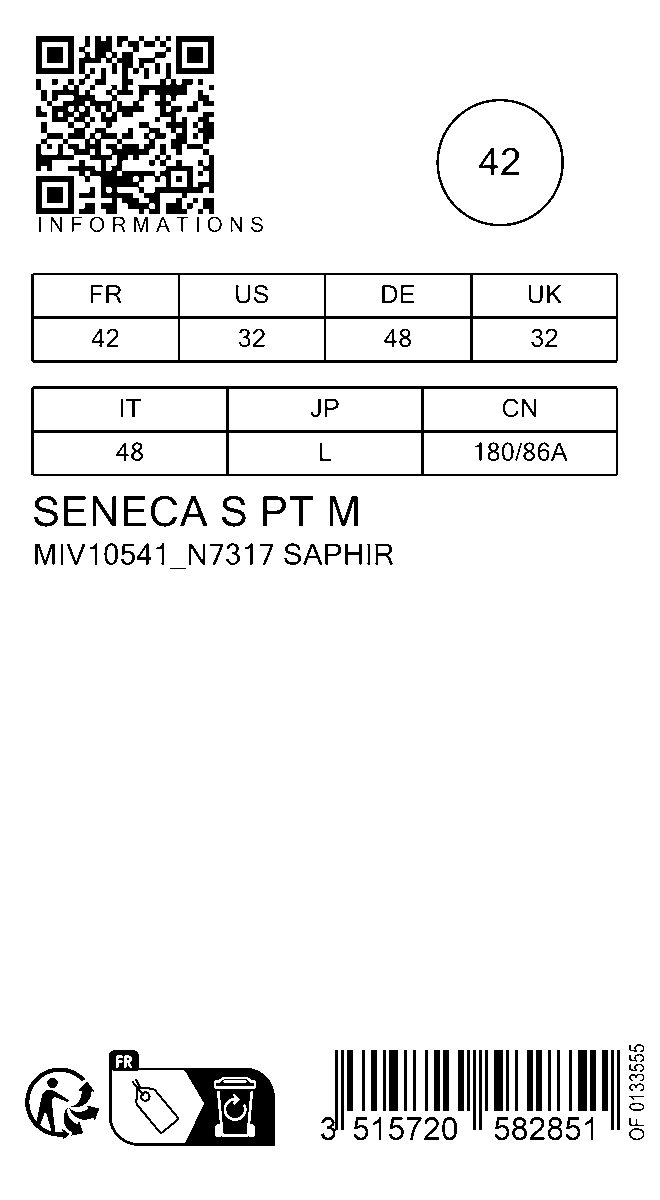 42
INFORMATIONS
FR US DE UK
42 32 48 32
IT JP CN
48 L 180/86A
SENECA S PT M
MIV10541_N7317 SAPHIR
FR
3 515720 582851
OF 0133555